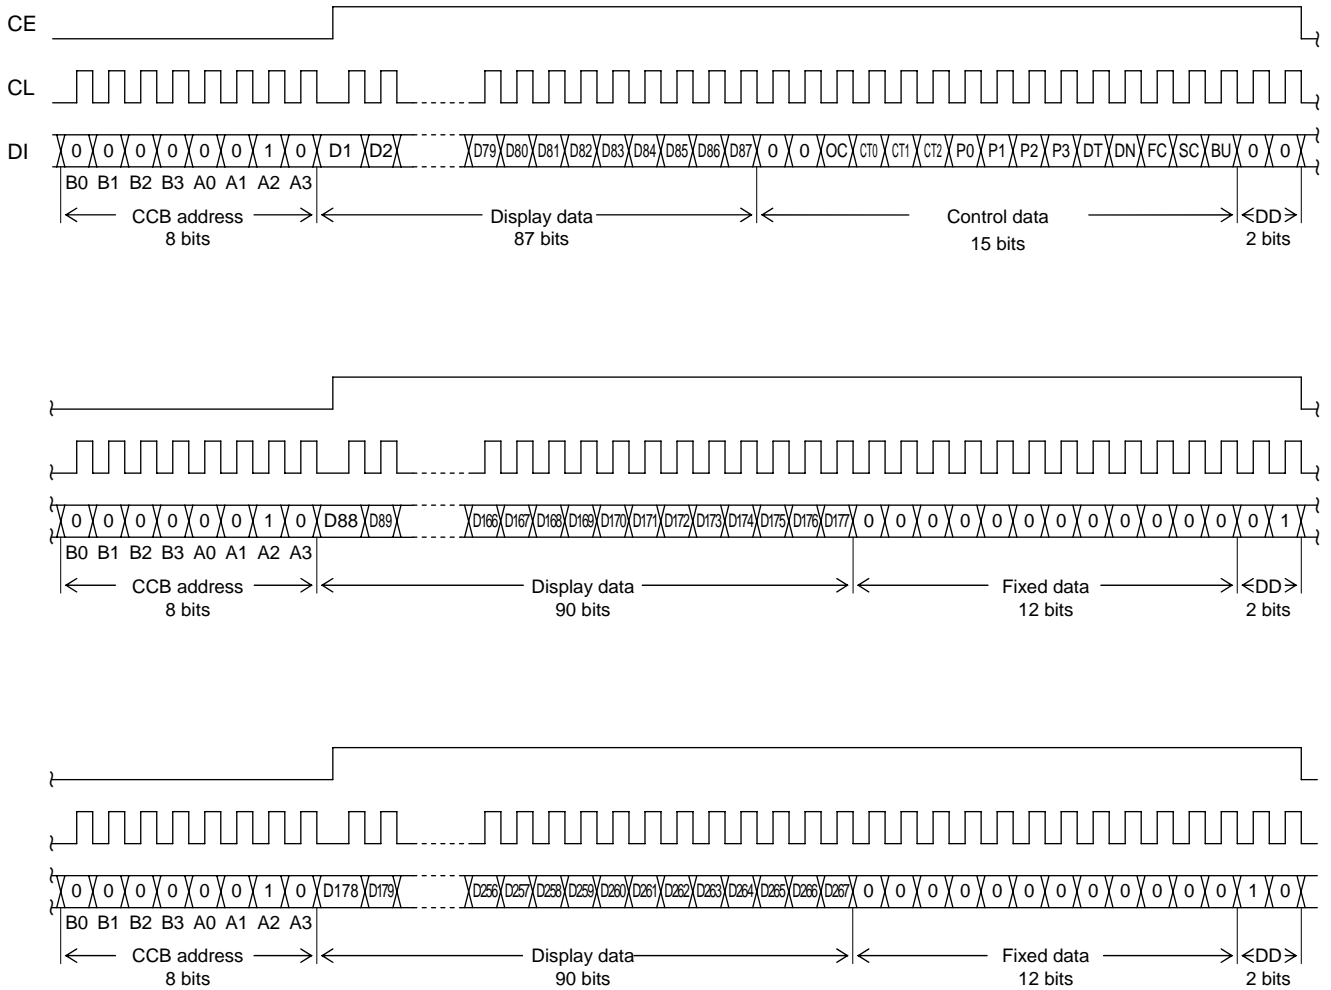 CE
CL
DI 0 0 0 0 0 0 1 0 D1 D2 D79 D80 D81 D82 D83 D84 D85 D86 D87 0 0 OC CT0 CT1 CT2 P0 P1 P2 P3 DT DN FC SC BU 0 0
B0 B1 B2 B3 A0 A1 A2 A3
CCB address Display data Control data DD
8 bits 87 bits 15 bits 2 bits
0 0 0 0 0 0 1 0 D88 D89 D166 D167 D168 D169 D170 D171 D172 D173 D174 D175 D176 D177 0 0 0 0 0 0 0 0 0 0 0 0 0 1
B0 B1 B2 B3 A0 A1 A2 A3
CCB address Display data Fixed data DD
8 bits 90 bits 12 bits 2 bits
0 0 0 0 0 0 1 0 D178 D179 D256 D257 D258 D259 D260 D261 D262 D263 D264 D265 D266 D267 0 0 0 0 0 0 0 0 0 0 0 0 1 0
B0 B1 B2 B3 A0 A1 A2 A3
CCB address Display data Fixed data DD
8 bits 90 bits 12 bits 2 bits